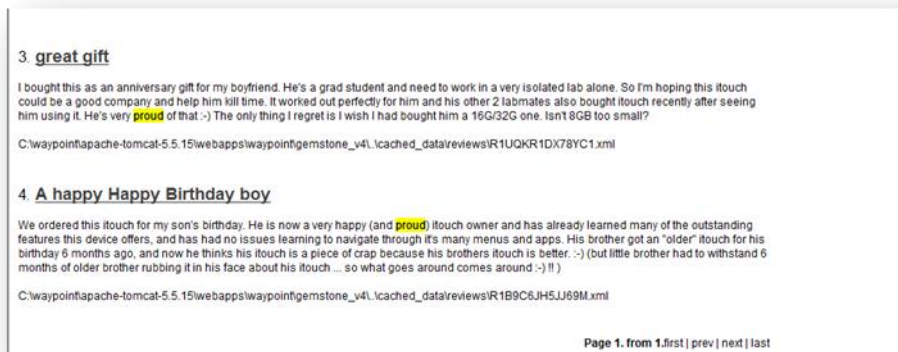 3. great gift
I bought this as an anniversary gift for my boyfriend. He's a grad student and need to work in a very isolated lab alone. So I'm hoping this itouch
could be a good company and help him kill time. It worked out perfectly for him and his other 2 labmates also bought itouch recently after seeing
him using it. He's very proud of that :-) The only thing I regret is I wish I had bought him a 16G/32G one. Isn't 8GB too small?
C:\waypoint\apache-tomcat-5.5.15\webapps\waypoint\gemstone_v4\..\cached_data\reviews\R1UQKR1DX78YC1.xml
4. A happy Happy Birthday boy
We ordered this itouch for my son's birthday. He is now a very happy (and proud) itouch owner and has already learned many of the outstanding
features this device offers, and has had no issues learning to navigate through it's many menus and apps. His brother got an "older" itouch for his
birthday 6 months ago, and now he thinks his itouch is a piece of crap because his brothers itouch is better. :-) (but little brother had to withstand 6
months of older brother rubbing it in his face about his itouch ... so what goes around comes around :-) !! )
C:\waypoint\apache-tomcat-5.5.15\webapps\waypoint\gemstone_v4\..\cached_data\reviews\R1B9C6JH5JJ69M.xml
Page 1. from 1.first | prev | next | last